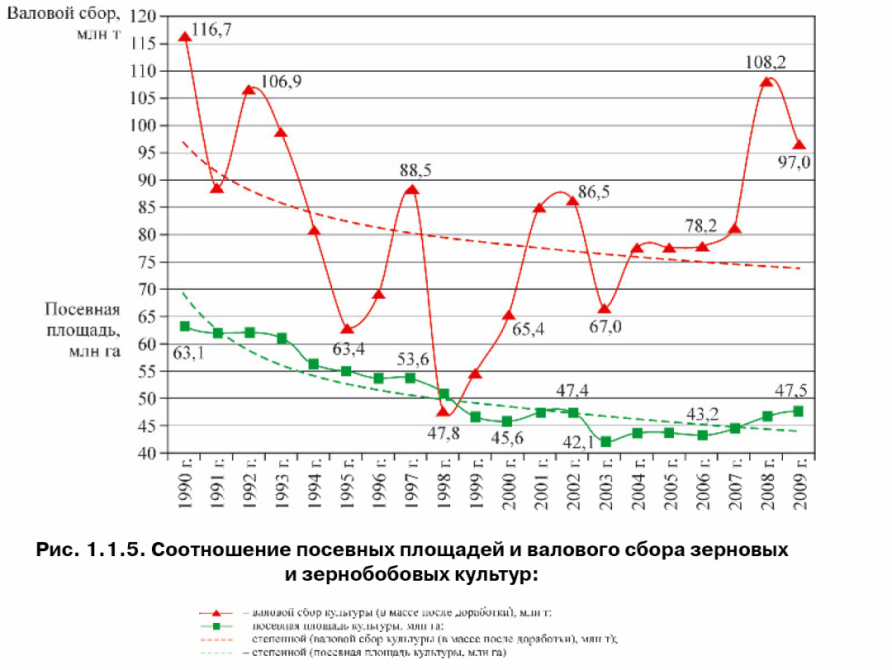 Валовой сбор,
млн т
120
115
110
105
100
95
90
85
80
75
70
65
60
55
50
45
40
Посевная
площадь,
млн га
116,7
106,9
108,2
97,0
88,5
86,5
78,2
63,4
65,4
67,0
63,1
53,6
47,8
45,6
47,4
42,1
43,2
47,5
1990 г.
1991 г.
1992 г.
1993 г.
1994 г.
1995 г.
1996 г.
1997 г.
1998 г.
1999 г.
2000 г.
2001 г.
2002 г.
2003 г.
2004 г.
2005 г.
2006 г.
2007 г.
2008 г.
2009 г.
Рис. 1.1.5. Соотношение посевных площадей и валового сбора зерновых
и зернобобовых культур:
– валовой сбор культуры (в массе после доработки), млн т;
посевная площадь культуры, млн га;
степенной (валовой сбор культуры (в массе после доработки), млн т);
– степенной (посевная площадь культуры, млн га)